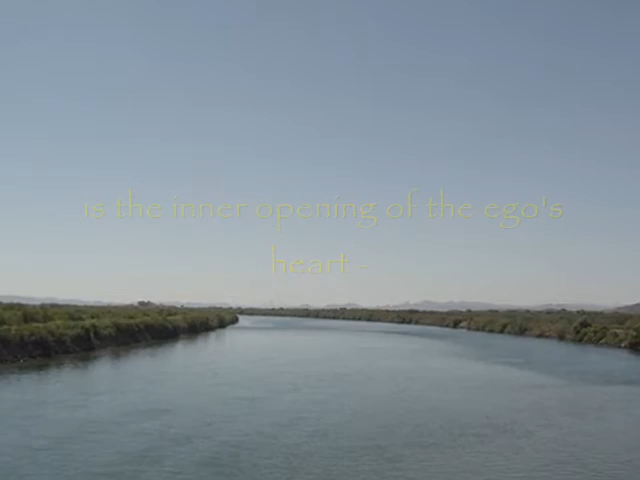 is the inner opening of the ego's
heart -